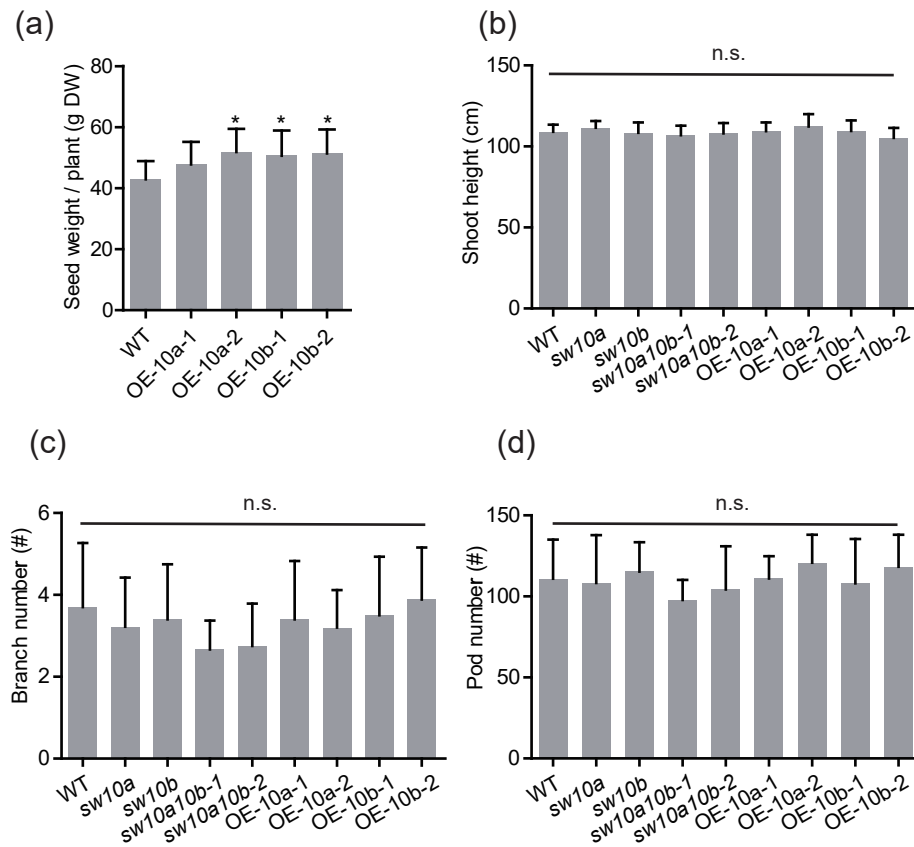 (a)
Seed weight / plant (g DW)
80
60
40
20
0
* * * *
WT
OE-10a-1
OE-10a-2
OE-10b-1
OE-10b-2
(b)
n.s.
Shoot height (cm)
150
100
50
0
WT
sw10a
sw10b
sw10a10b-1
sw10a10b-2
OE-10a-1
OE-10a-2
OE-10b-1
OE-10b-2
(c)
n.s.
Branch number (#)
6
4
2
0
WT
sw10a
sw10b
sw10a10b-1
sw10a10b-2
OE-10a-1
OE-10a-2
OE-10b-1
OE-10b-2
(d)
n.s.
Pod number (#)
150
100
50
0
WT
sw10a
sw10b
sw10a10b-1
sw10a10b-2
OE-10a-1
OE-10a-2
OE-10b-1
OE-10b-2